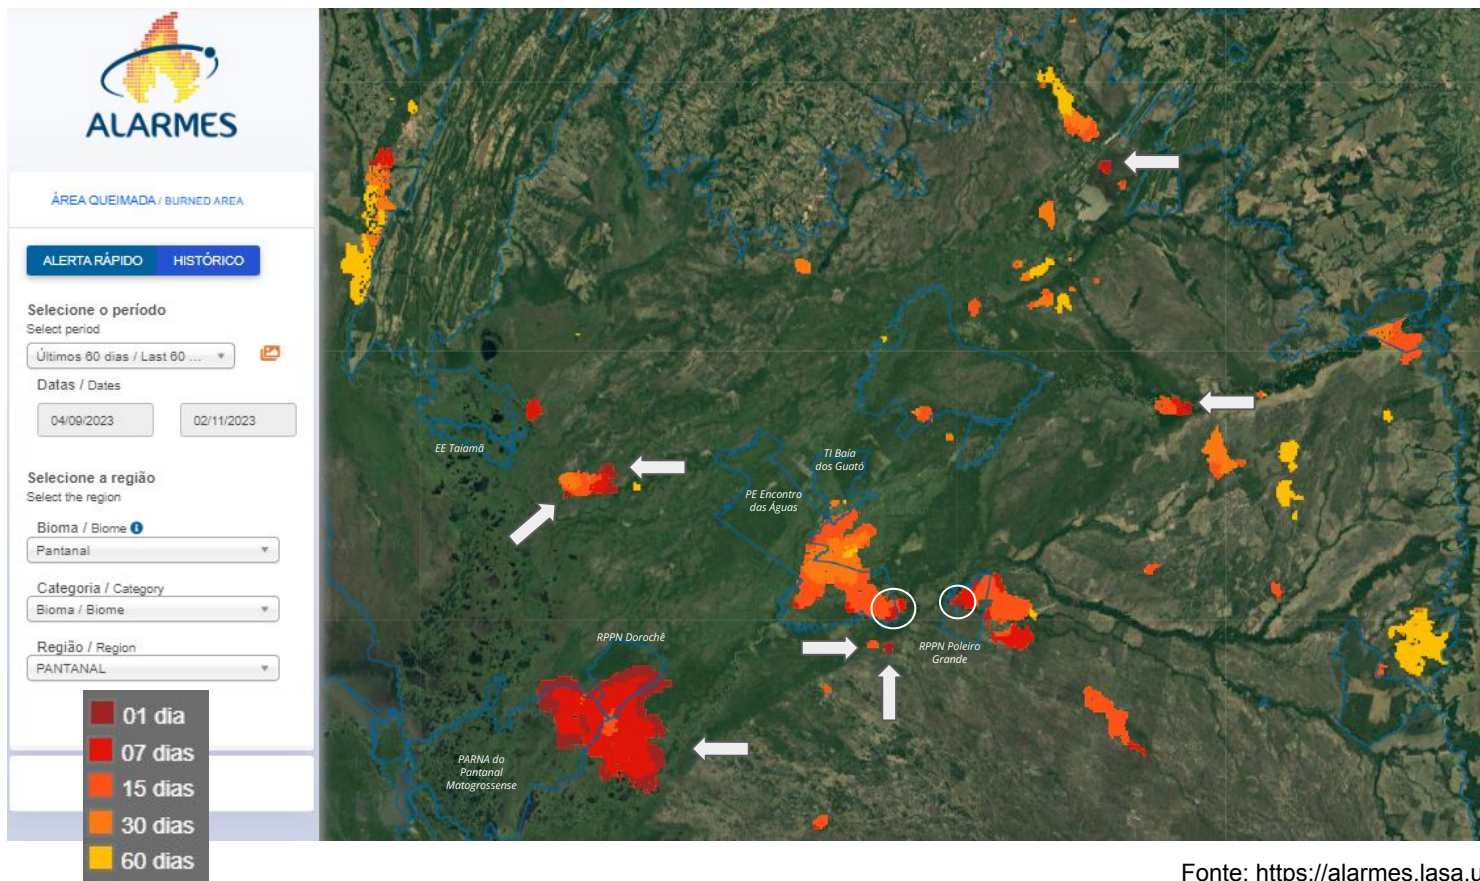 ALARMES
ÁREA QUEIMADA / BURNED AREA
ALERTA RÁPIDO
HISTÓRICO
Selecione o período
Select period
Últimos 60 dias / Last 60 ...
Datas / Dates
04/09/2023
02/11/2023
Selecione a região
Select the region
Bioma / Biome
Pantanal
Categoria / Category
Bioma / Biome
Região / Region
PANTANAL
01 dia
07 dias
15 dias
30 dias
60 dias
EE Taiamã
TI Baía
dos Guató
PE Encontro
das Águas
RPPN Dorochê
RPPN Poleiro
Grande
PARNA do
Pantanal
Matogrossense
Fonte: https://alarmes.lasa.u